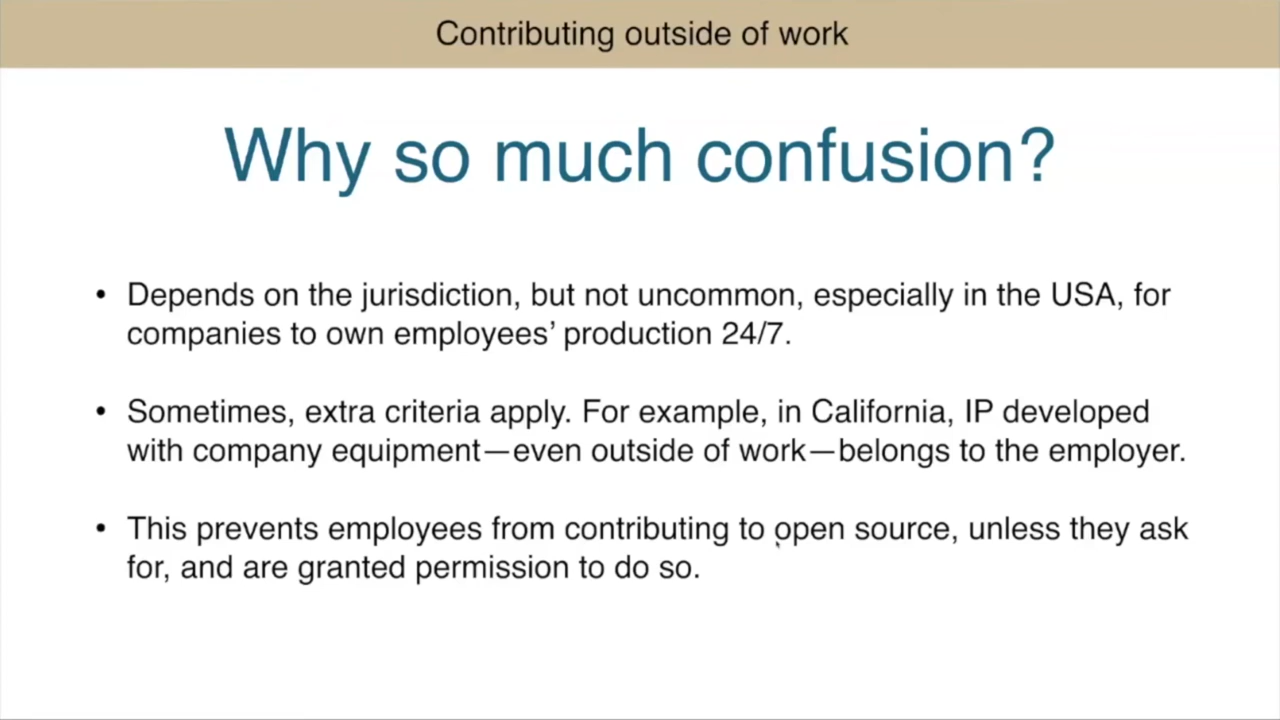 Contributing outside of work
Why so much confusion?
• Depends on the jurisdiction, but not uncommon, especially in the USA, for
companies to own employees’ production 24/7.
• Sometimes, extra criteria apply. For example, in California, IP developed
with company equipment—even outside of work—belongs to the employer.
• This prevents employees from contributing to open source, unless they ask
for, and are granted permission to do so.